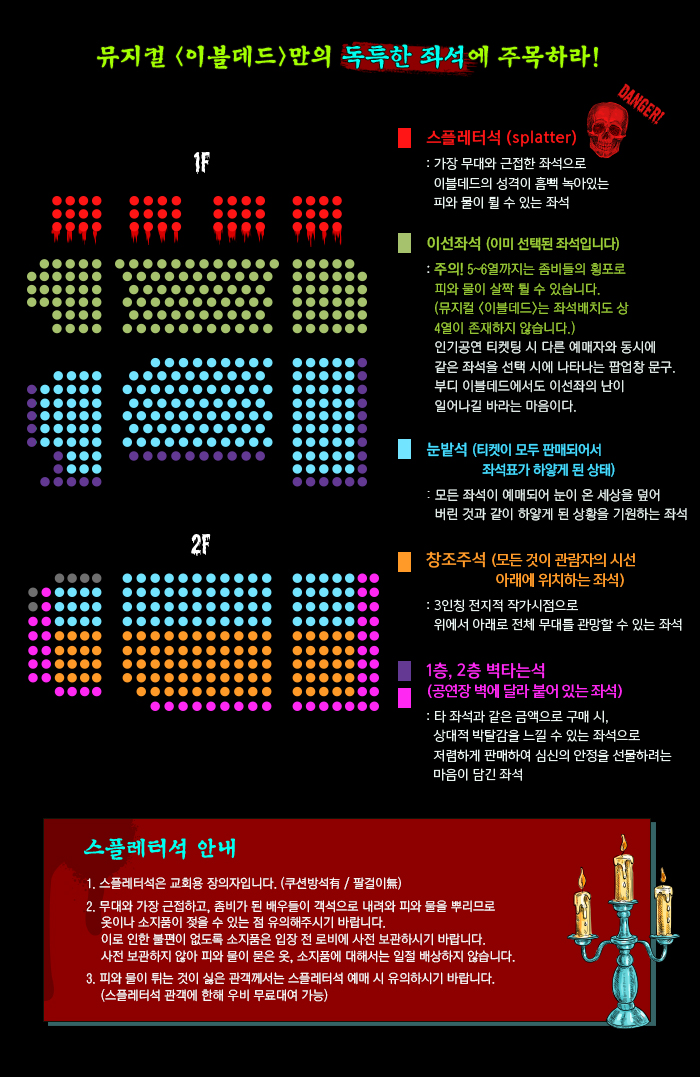 뮤지컬 <이블데드>만의 독특한 좌석에 주목하라!
DANGER!
1F
2F
스플레터석 (splatter)
: 가장 무대와 근접한 좌석으로
이블데드의 성격이 흠뻑 녹아있는
피와 물이 튈 수 있는 좌석
이선좌석 (이미 선택된 좌석입니다)
: 주의! 5~6열까지는 좀비들의 횡포로
피와 물이 살짝 튈 수 있습니다.
(뮤지컬 <이블데드>는 좌석배치도 상
4열이 존재하지 않습니다.)
인기공연 티켓팅 시 다른 예매자와 동시에
같은 좌석을 선택 시에 나타나는 팝업창 문구.
부디 이블데드에서도 이선좌의 난이
일어나길 바라는 마음이다.
눈밭석 (티켓이 모두 판매되어서
좌석표가 하얗게 된 상태)
: 모든 좌석이 예매되어 눈이 온 세상을 덮어
버린 것과 같이 하얗게 된 상황을 기원하는 좌석
창조주석 (모든 것이 관람자의 시선
아래에 위치하는 좌석)
: 3인칭 전지적 작가시점으로
위에서 아래로 전체 무대를 관망할 수 있는 좌석
1층, 2층 벽타는석
(공연장 벽에 달라 붙어 있는 좌석)
: 타 좌석과 같은 금액으로 구매 시,
상대적 박탈감을 느낄 수 있는 좌석으로
저렴하게 판매하여 심신의 안정을 선물하려는
마음이 담긴 좌석
스플레터석 안내
1. 스플레터석은 교회용 장의자입니다. (쿠션방석有 / 팔걸이無)
2. 무대와 가장 근접하고, 좀비가 된 배우들이 객석으로 내려와 피와 물을 뿌리므로
옷이나 소지품이 젖을 수 있는 점 유의해주시기 바랍니다.
이로 인한 불편이 없도록 소지품은 입장 전 로비에 사전 보관하시기 바랍니다.
사전 보관하지 않아 피와 물이 묻은 옷, 소지품에 대해서는 일절 배상하지 않습니다.
3. 피와 물이 튀는 것이 싫은 관객께서는 스플레터석 예매 시 유의하시기 바랍니다.
(스플레터석 관객에 한해 우비 무료대여 가능)